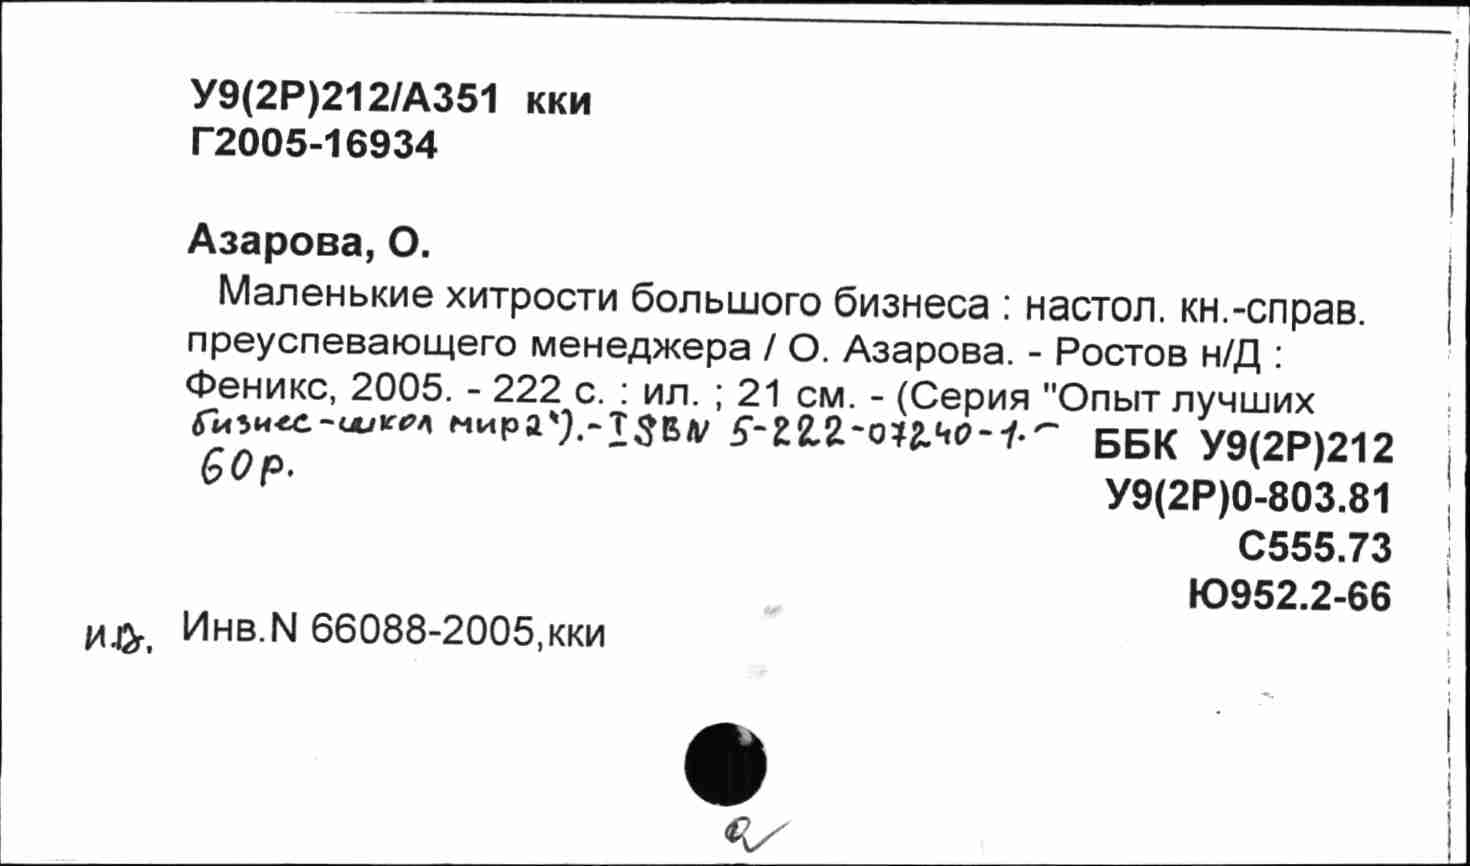 У9(2Р)212/А351 кки
Г2005-16934
Азарова, О.
Маленькие хитрости большого бизнеса : настол. кн.-справ.
преуспевающего менеджера / О. Азарова. - Ростов н/Д :
Феникс, 2005. - 222 с. : ил. ; 21 см. - (Серия "Опыт лучших
бизнес-школ мира").-ISBN 5-222-07240-1.-
60р.
ББК У9(2Р)212
У9(2Р)0-803.81
С555.73
Ю952.2-66
Инв.N 66088-2005,кки